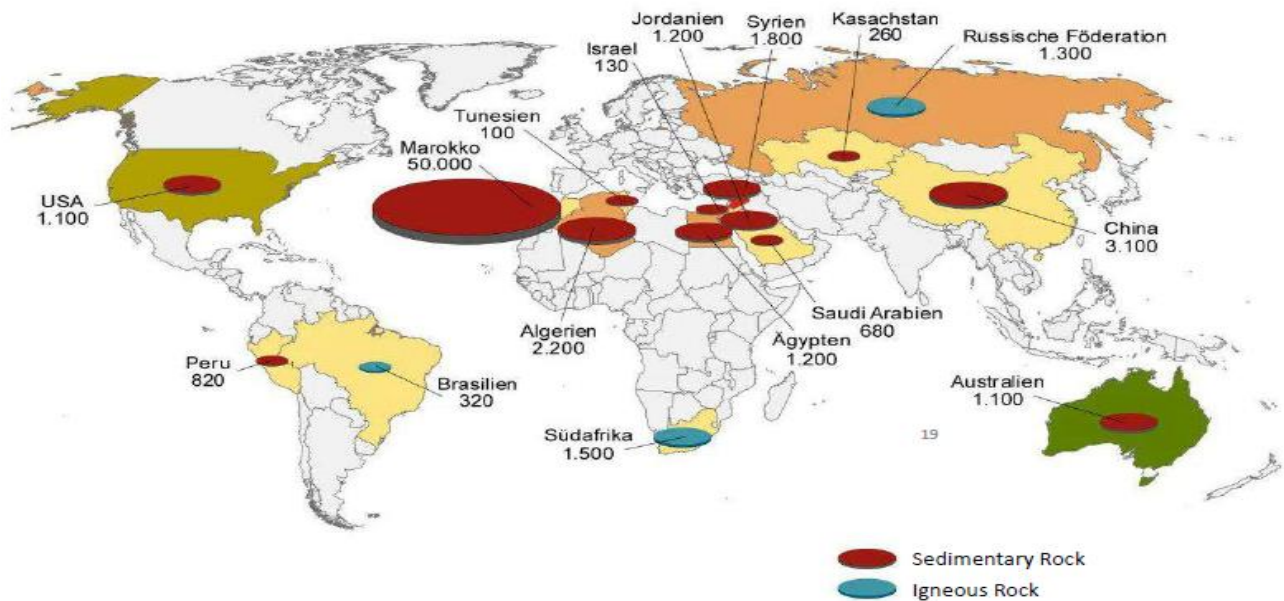 Jordanien
1.200
Syrien
1.800
Kasachstan
260
Israel
130
Russische Föderation
1.300
Tunesien
100
Marokko
50.000
USA
1.100
China
3.100
Algerien
2.200
Saudi Arabien
680
Ägypten
1.200
Peru
820
Brasilien
320
Australien
1.100
Südafrika
1.500
19
Sedimentary Rock
Igneous Rock